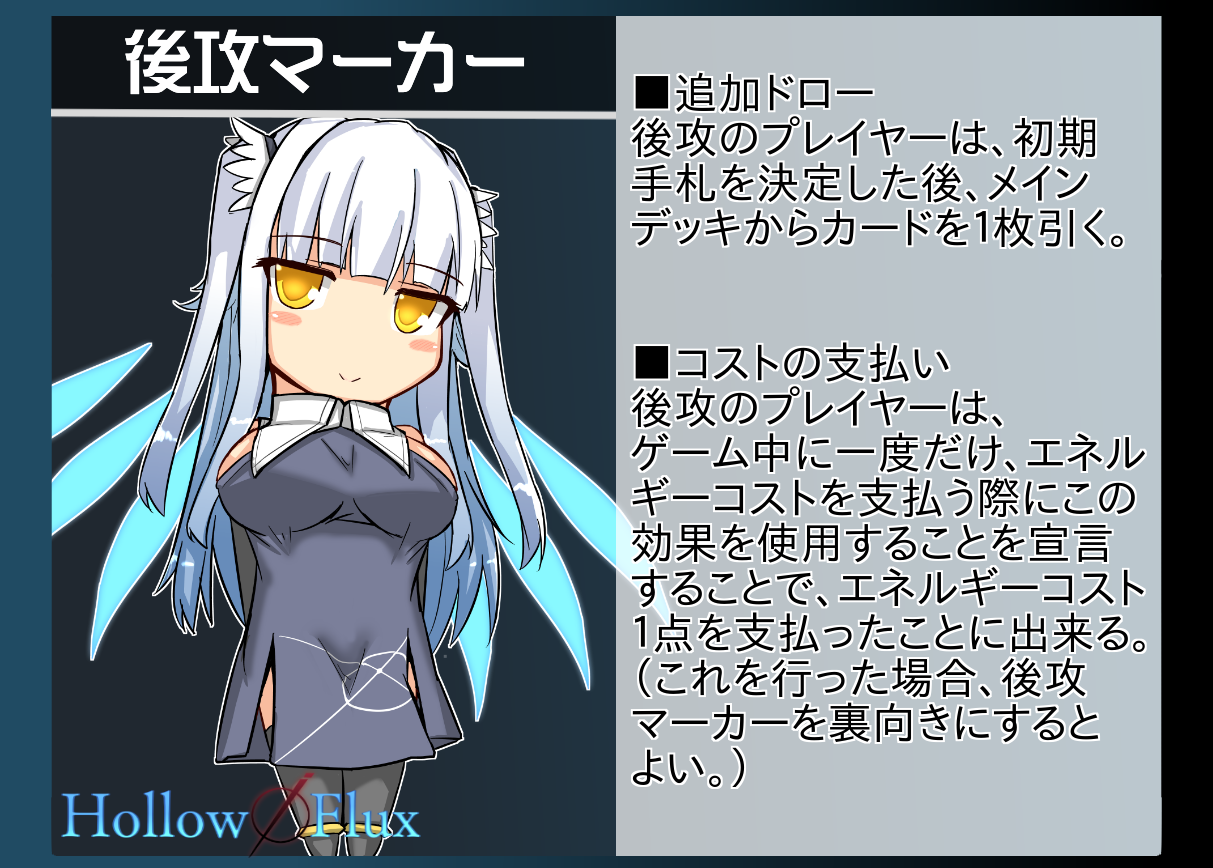 後攻マーカー
■追加ドロー
後攻のプレイヤーは、初期
手札を決定した後、メイン
デッキからカードを1枚引く。
■コストの支払い
後攻のプレイヤーは、
ゲーム中に一度だけ、エネル
ギーコストを支払う際にこの
効果を使用することを宣言
することで、エネルギーコスト
1点を支払ったことに出来る。
（これを行った場合、後攻
マーカーを裏向きにすると
よい。）
Hollow Flux